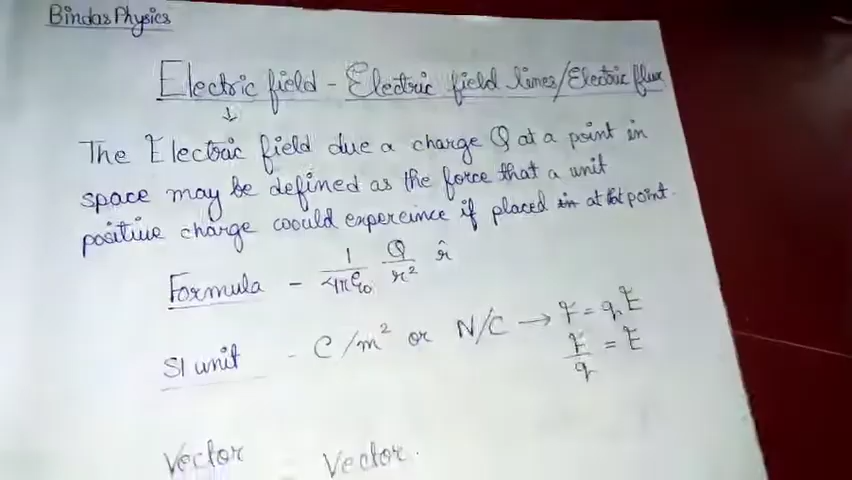 Bindas Physics
Electric field - Electric field lines/Electric flux
↓
The Electric field due a charge Q at a point in
space may be defined as the force that a unit
positive charge coould expereince if placed in at that point.
Formula - 1/4πε₀ Q/r² r̂
SI unit - C/m² or N/C → F = qE
F/q = E
Vector = Vector.